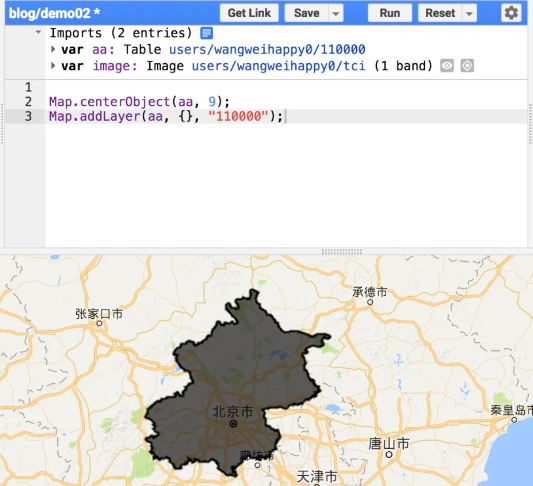 blog/demo02 *
Get Link
Save
Run
Reset
Imports (2 entries)
var aa: Table users/wangweihappy0/110000
var image: Image users/wangweihappy0/tci (1 band)
1
2 Map.centerObject(aa, 9);
3 Map.addLayer(aa, {}, "110000");
承德市
张家口市
北京市
秦皇岛市
唐山市
廊坊市
天津市